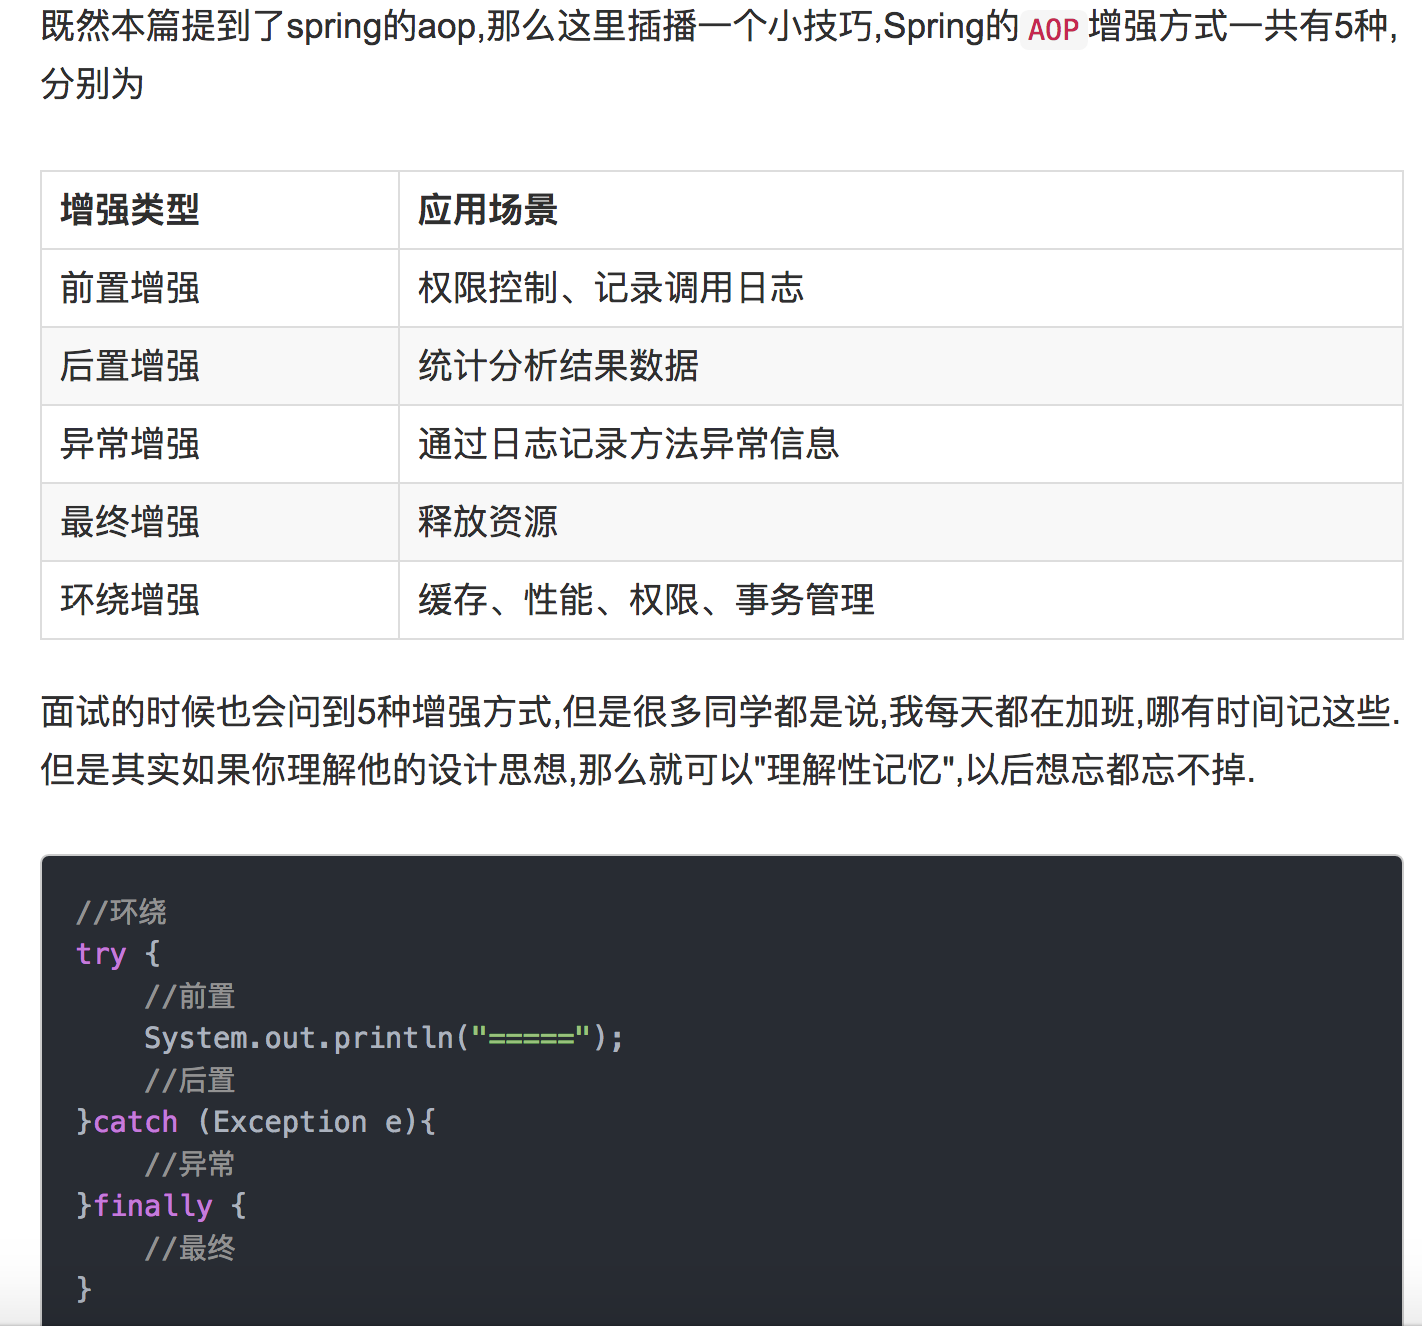 既然本篇提到了spring的aop,那么这里插播一个小技巧,Spring的AOP增强方式一共有5种,
分别为
增强类型 应用场景
前置增强 权限控制、记录调用日志
后置增强 统计分析结果数据
异常增强 通过日志记录方法异常信息
最终增强 释放资源
环绕增强 缓存、性能、权限、事务管理
面试的时候也会问到5种增强方式,但是很多同学都是说,我每天都在加班,哪有时间记这些.
但是其实如果你理解他的设计思想,那么就可以"理解性记忆",以后想忘都忘不掉.
//环绕
try {
    //前置
    System.out.println("=====");
    //后置
}catch (Exception e){
    //异常
}finally {
    //最终
}